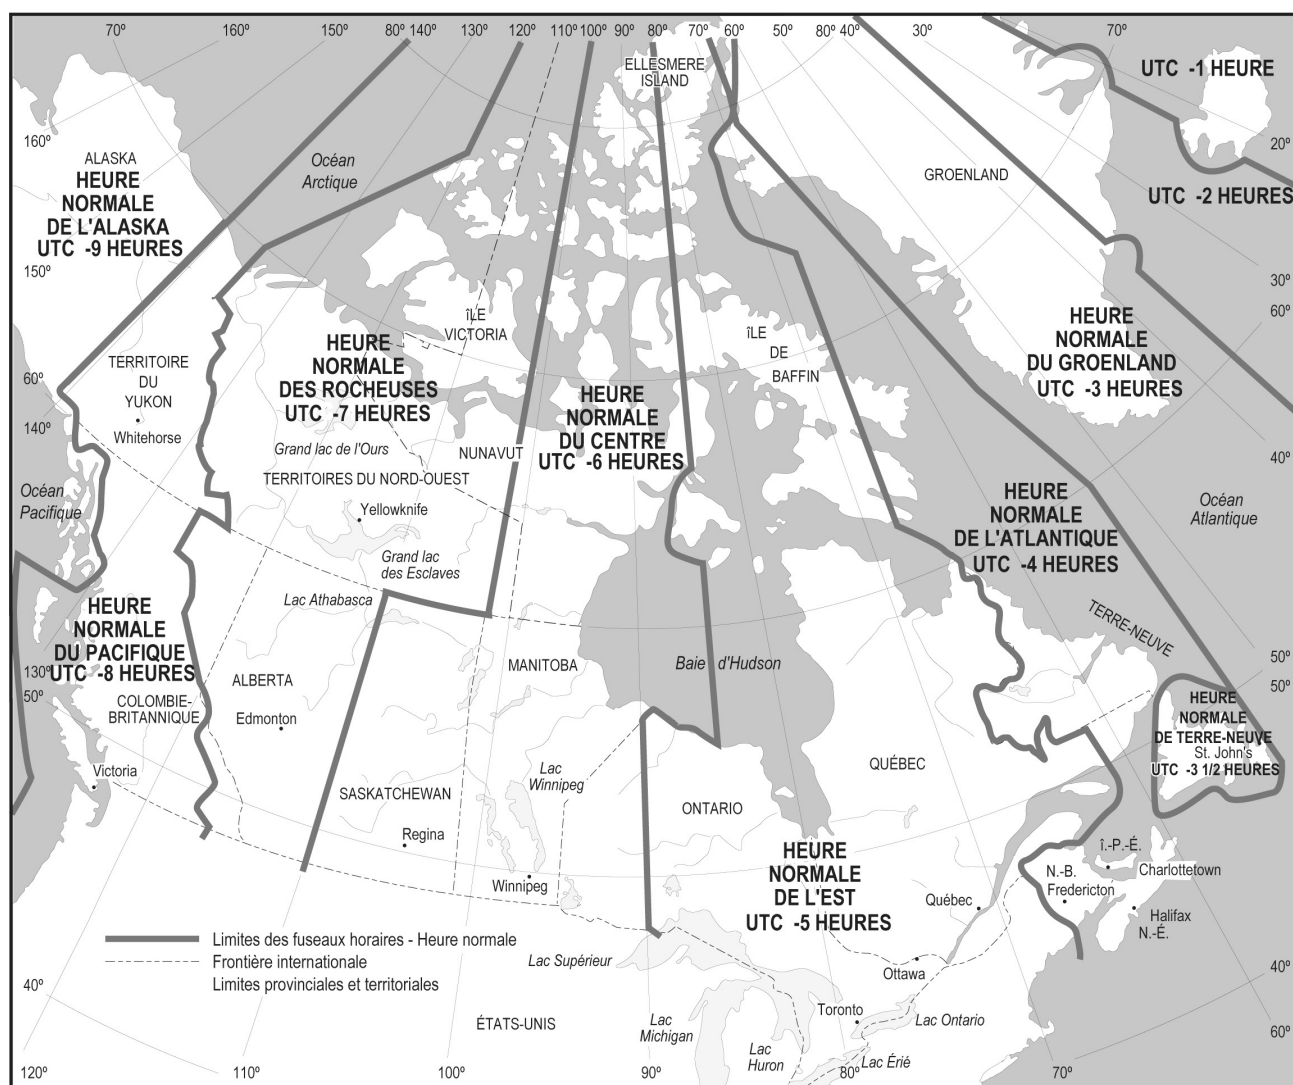 70º
160º
150º
80º
140º
130º
120º
110º
100º
90º
80º
70º
60º
50º
80º
40º
30º
70º
ELLESMERE
ISLAND
UTC -1 HEURE
160º
20º
ALASKA
HEURE
NORMALE
DE L'ALASKA
UTC -9 HEURES
Océan
Arctique
GROENLAND
UTC -2 HEURES
150º
30º
60º
ÎLE
VICTORIA
HEURE
NORMALE
DES ROCHEUSES
UTC -7 HEURES
ÎLE
DE
BAFFIN
HEURE
NORMALE
DU GROENLAND
UTC -3 HEURES
TERRITOIRE
DU
YUKON
Whitehorse
60º
140º
HEURE
NORMALE
DU CENTRE
UTC -6 HEURES
Grand lac de l'Ours
NUNAVUT
TERRITOIRES DU NORD-OUEST
40º
Océan
Pacifique
Yellowknife
HEURE
NORMALE
DE L'ATLANTIQUE
UTC -4 HEURES
Océan
Atlantique
Grand lac
des Esclaves
Lac Athabasca
HEURE
NORMALE
DU PACIFIQUE
UTC -8 HEURES
TERRE-NEUVE
130º
50º
MANITOBA
Baie d'Hudson
50º
50º
ALBERTA
COLOMBIE-
BRITANNIQUE
Edmonton
HEURE
NORMALE
DE TERRE-NEUVE
St. John's
UTC -3 1/2 HEURES
Victoria
Lac
Winnipeg
QUÉBEC
SASKATCHEWAN
ONTARIO
Regina
HEURE
NORMALE
DE L'EST
UTC -5 HEURES
Î.-P.-É.
Charlottetown
N.-B.
Fredericton
Winnipeg
Québec
Halifax
N.-É.
Limites des fuseaux horaires - Heure normale
Frontière internationale
Limites provinciales et territoriales
Lac Supérieur
Ottawa
40º
40º
ÉTATS-UNIS
Lac
Michigan
Toronto
Lac Ontario
60º
Lac
Huron
Lac Érié
120º
110º
100º
90º
80º
70º